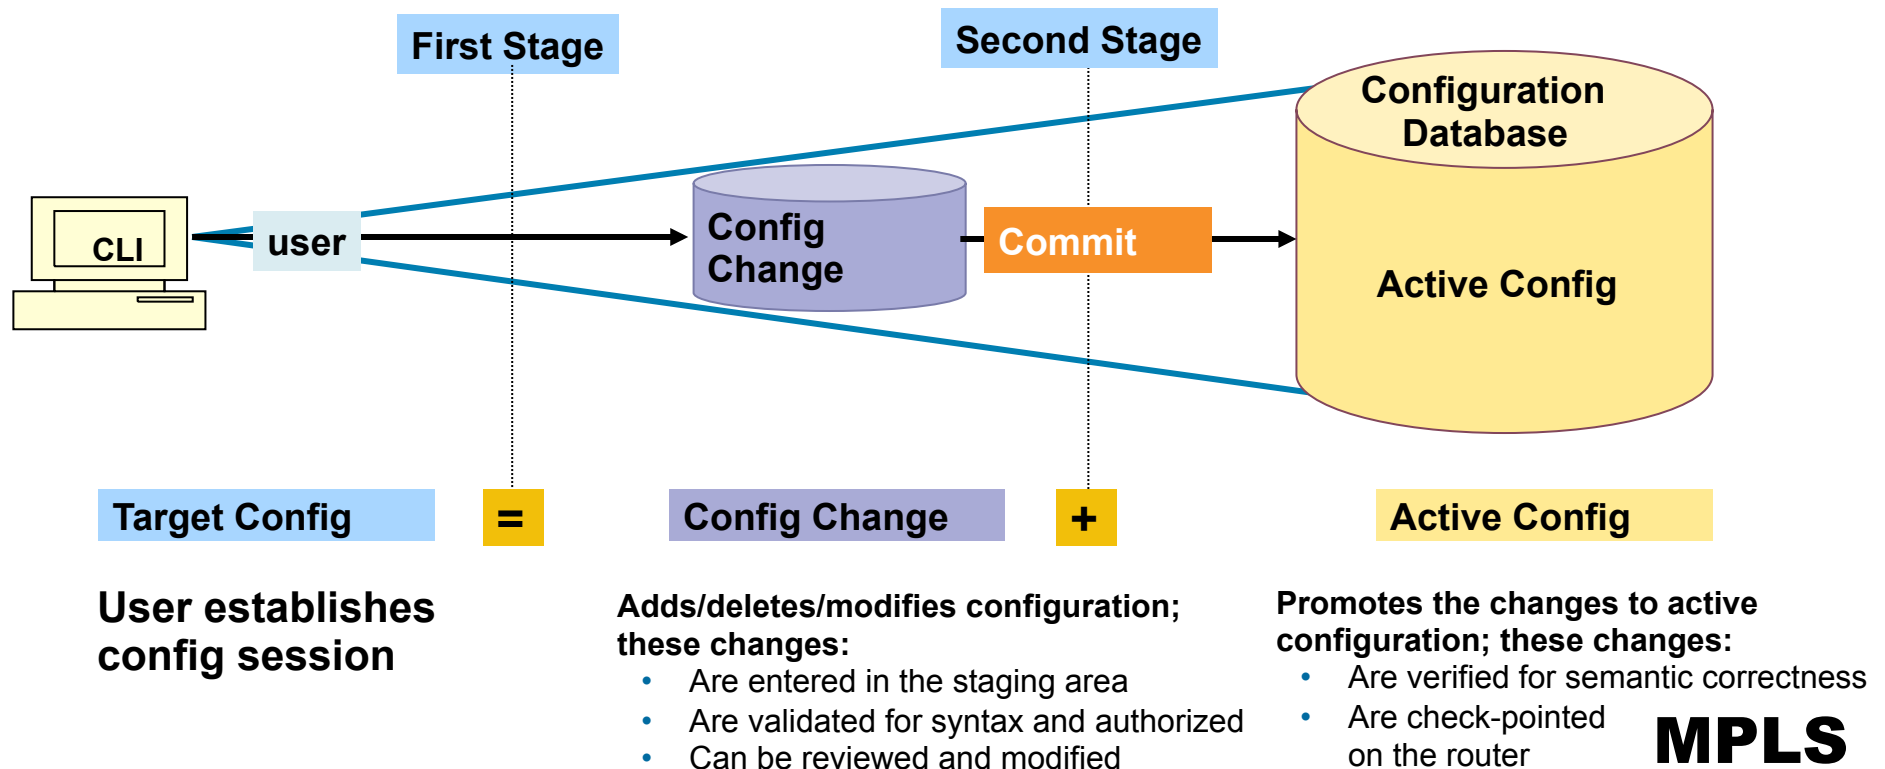 First Stage
Second Stage
Configuration
Database
CLI
user
Config
Change
Commit
Active Config
Target Config
=
Config Change
+
Active Config
User establishes
config session
Adds/deletes/modifies configuration;
these changes:
• Are entered in the staging area
• Are validated for syntax and authorized
• Can be reviewed and modified
Promotes the changes to active
configuration; these changes:
• Are verified for semantic correctness
• Are check-pointed
on the router
MPLS